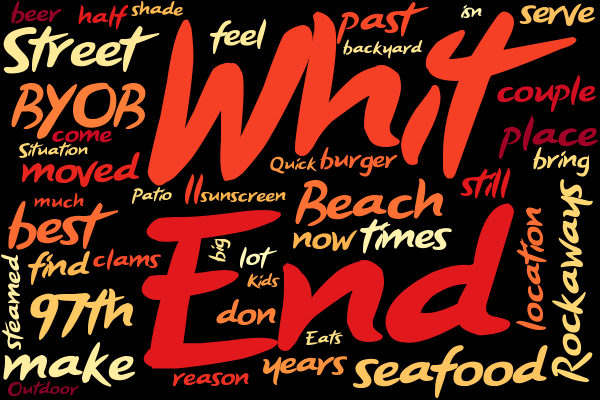 beer
half
shade
feel
past
isn
serve
Street
backyard
Whit
BYOB
couple
come
place
Situation
Quick
burger
bring
moved
Patio
ll
sunscreen
still
much
Beach
best
now
times
location
Rockaways
find
clams
big
lot
Kids
End
steamed
97th
don
Eats
make
reason
years
seafood
Outdoor